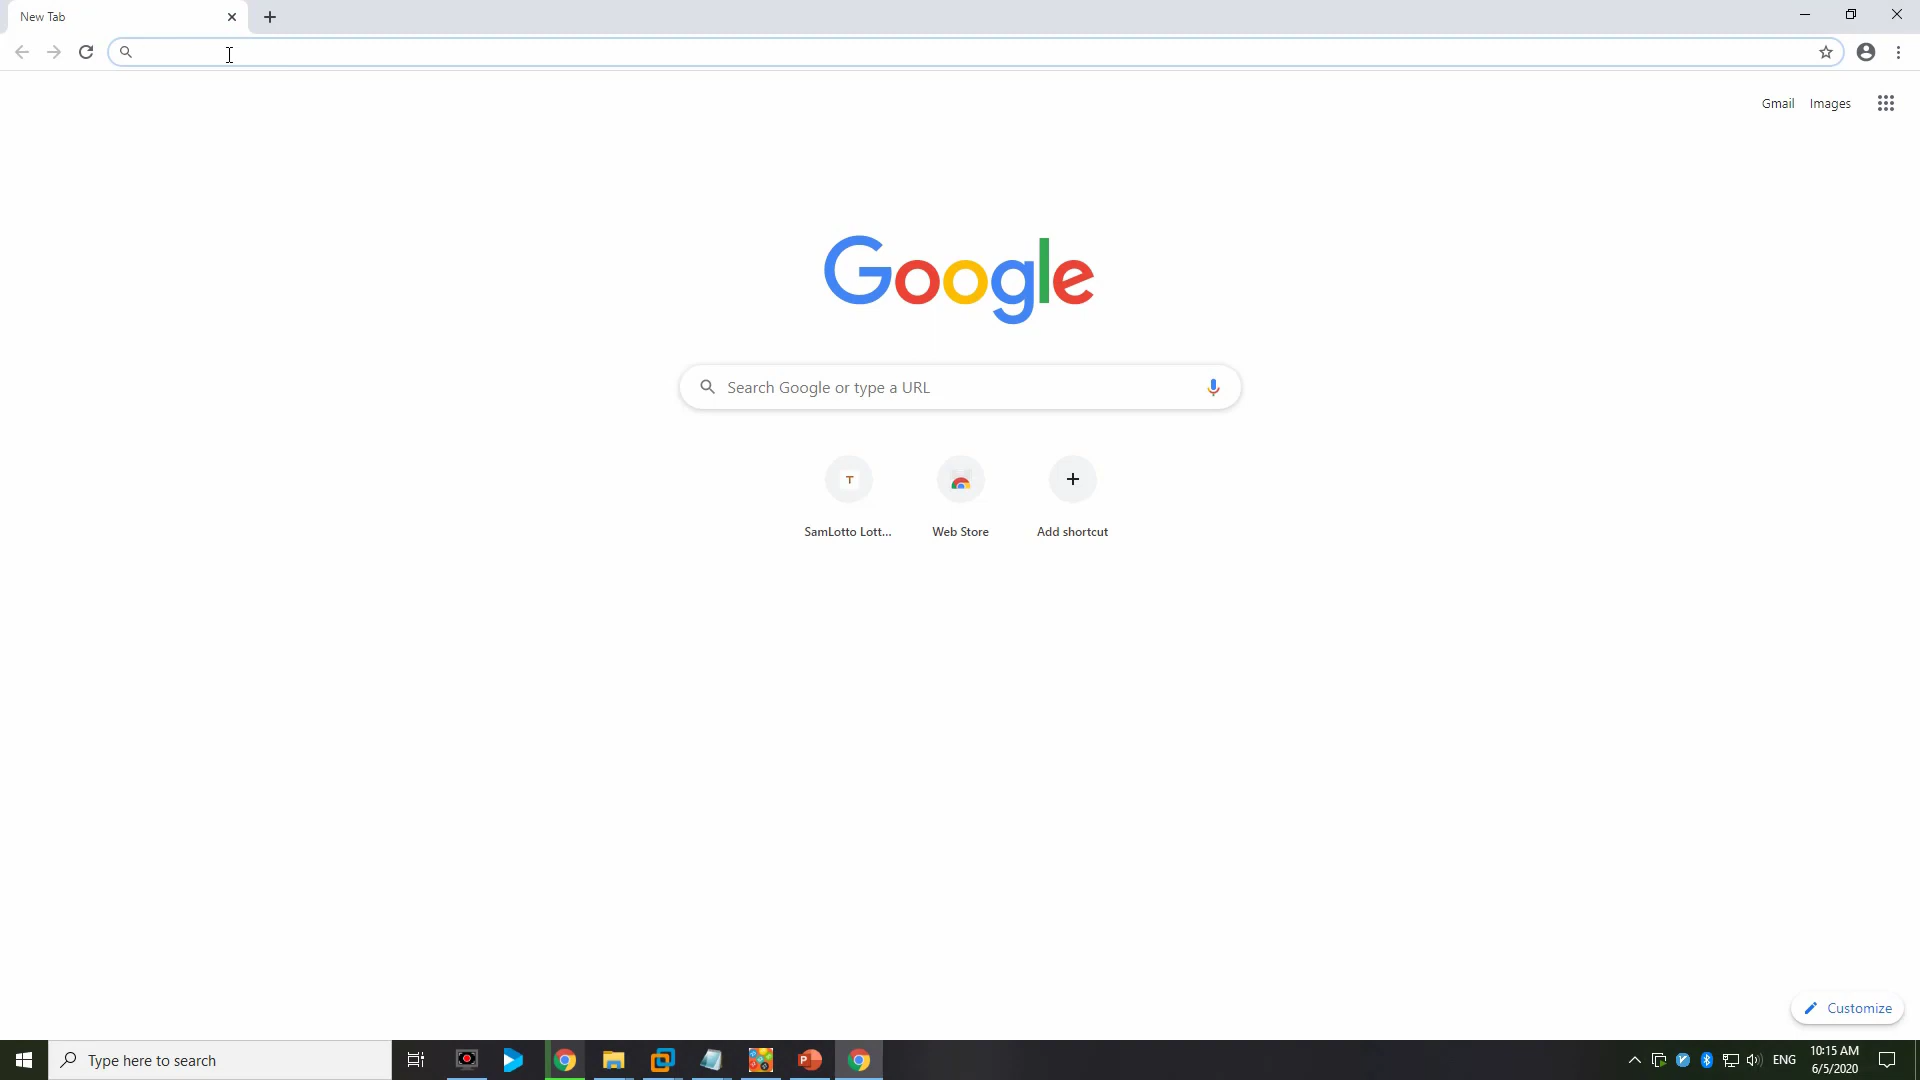 New Tab
Gmail Images
Google
Search Google or type a URL
T
SamLotto Lott... Web Store Add shortcut
Customize
Type here to search
P
ENG
10:15 AM
6/5/2020